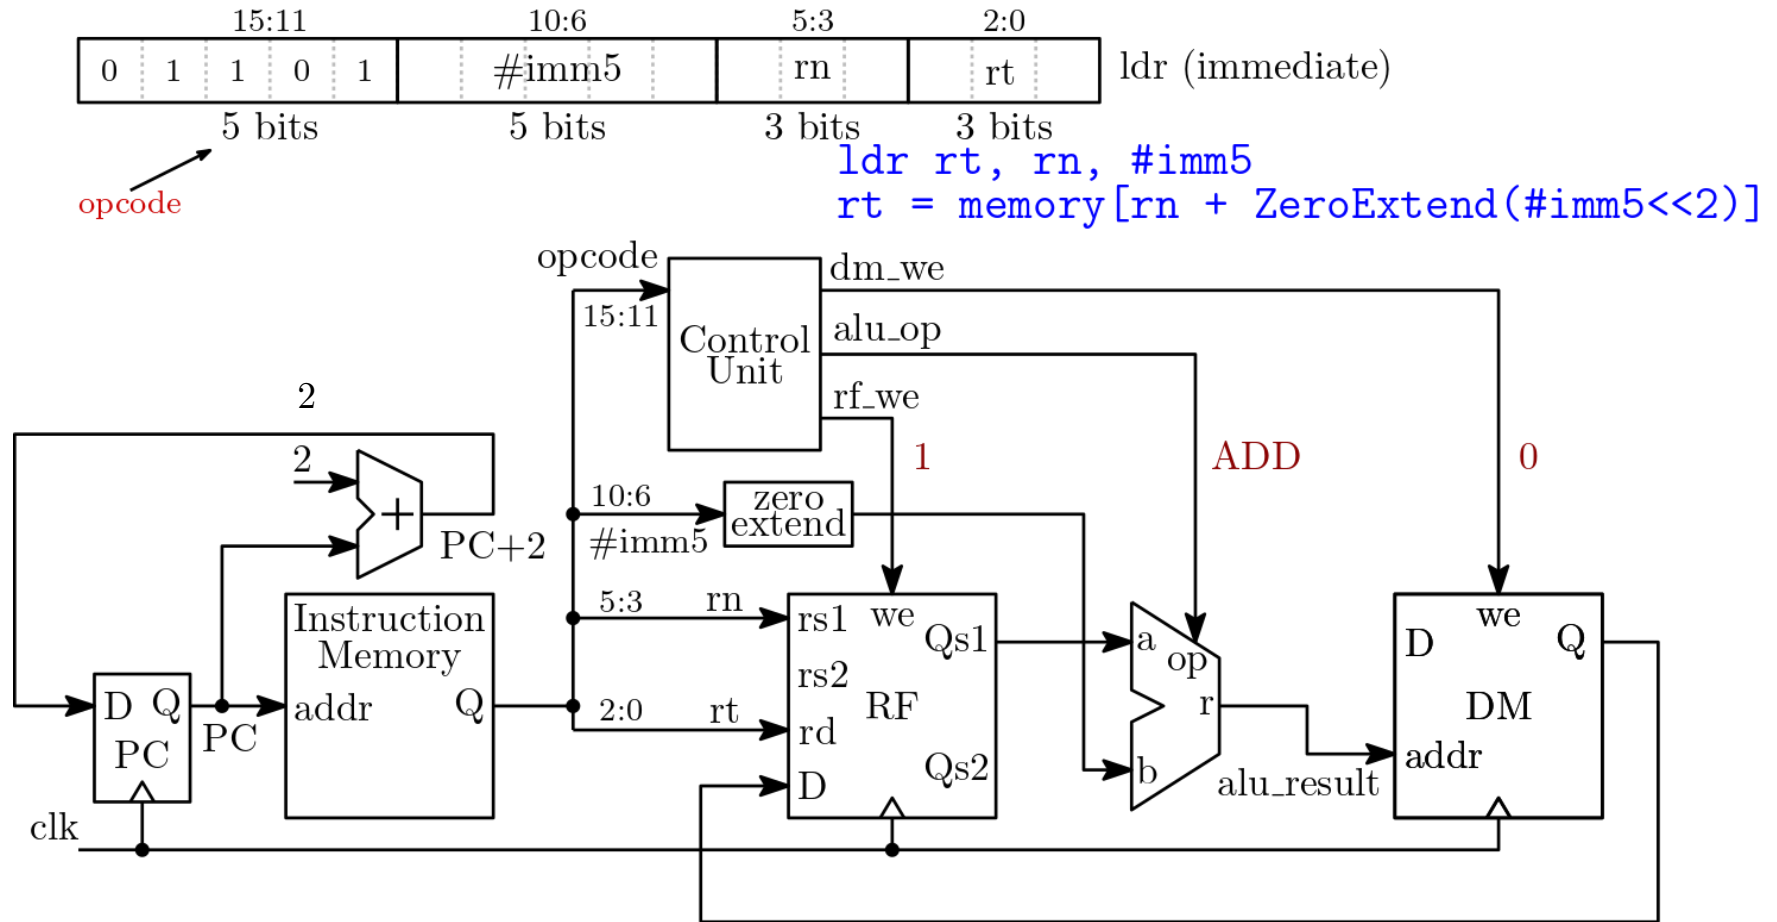 15:11 10:6 5:3 2:0
0 1 1 0 1 #imm5 rn rt ldr (immediate)
5 bits 5 bits 3 bits 3 bits
opcode
ldr rt, rn, #imm5
rt = memory[rn + ZeroExtend(#imm5<<2)]
opcode
15:11
Control
Unit
dm_we
alu_op
rf_we
1
ADD
0
2
2
+
PC+2
10:6
#imm5
zero
extend
5:3 rn
2:0 rt
D Q
PC
PC
clk
Instruction
Memory
addr Q
rs1 we Qs1
rs2
RF
rd
D Qs2
a
op
r
b
alu_result
we
D Q
DM
addr